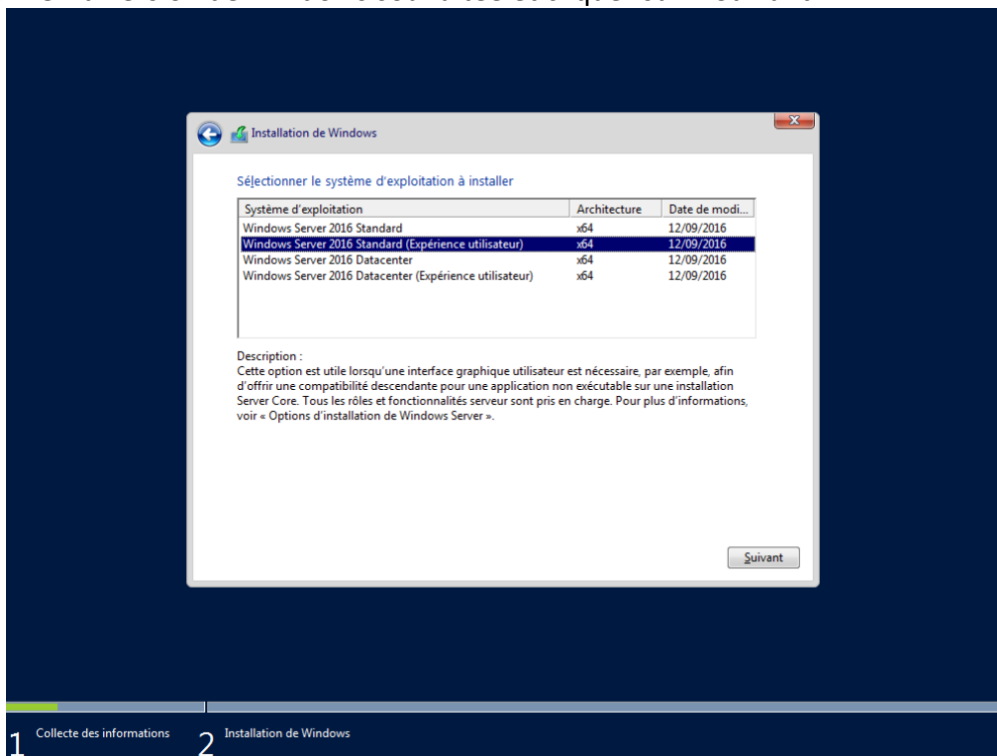 Installation de Windows
Sélectionner le système d'exploitation à installer
Système d'exploitation Architecture Date de modi...
Windows Server 2016 Standard x64 12/09/2016
Windows Server 2016 Standard (Expérience utilisateur) x64 12/09/2016
Windows Server 2016 Datacenter x64 12/09/2016
Windows Server 2016 Datacenter (Expérience utilisateur) x64 12/09/2016
Description :
Cette option est utile lorsqu'une interface graphique utilisateur est nécessaire, par exemple, afin
d'offrir une compatibilité descendante pour une application non exécutable sur une installation
Server Core. Tous les rôles et fonctionnalités serveur sont pris en charge. Pour plus d'informations,
voir « Options d'installation de Windows Server ».
Suivant
1 Collecte des informations 2 Installation de Windows